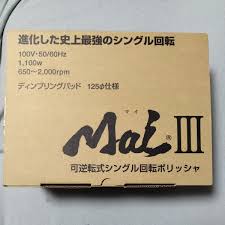 進化した史上最強のシングル回転
100V・50/60Hz
1,100w
650~2,000rpm
ディンプリングパッド 125φ仕様
マイ
Mai® III
可逆転式シングル回転ポリッシャ